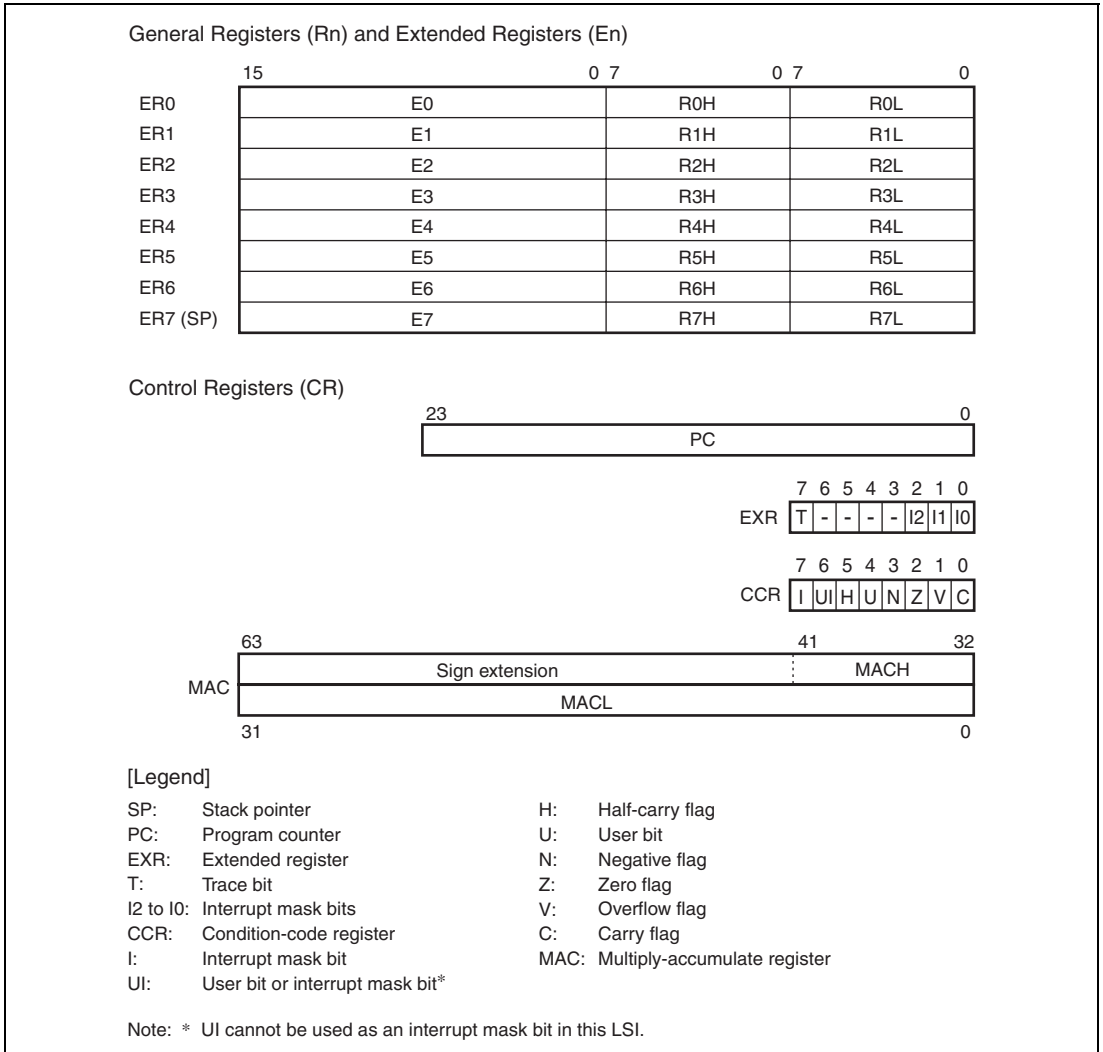 General Registers (Rn) and Extended Registers (En)
15 0 7 0 7 0
ER0 E0 R0H R0L
ER1 E1 R1H R1L
ER2 E2 R2H R2L
ER3 E3 R3H R3L
ER4 E4 R4H R4L
ER5 E5 R5H R5L
ER6 E6 R6H R6L
ER7 (SP) E7 R7H R7L
Control Registers (CR)
23 0
PC
7 6 5 4 3 2 1 0
EXR T - - - - I2 I1 I0
7 6 5 4 3 2 1 0
CCR I UI H U N Z V C
63 41 32
Sign extension MACH
MAC
MACL
31 0
[Legend]
SP: Stack pointer
PC: Program counter
EXR: Extended register
T: Trace bit
I2 to I0: Interrupt mask bits
CCR: Condition-code register
I: Interrupt mask bit
UI: User bit or interrupt mask bit*
H: Half-carry flag
U: User bit
N: Negative flag
Z: Zero flag
V: Overflow flag
C: Carry flag
MAC: Multiply-accumulate register
Note: * UI cannot be used as an interrupt mask bit in this LSI.